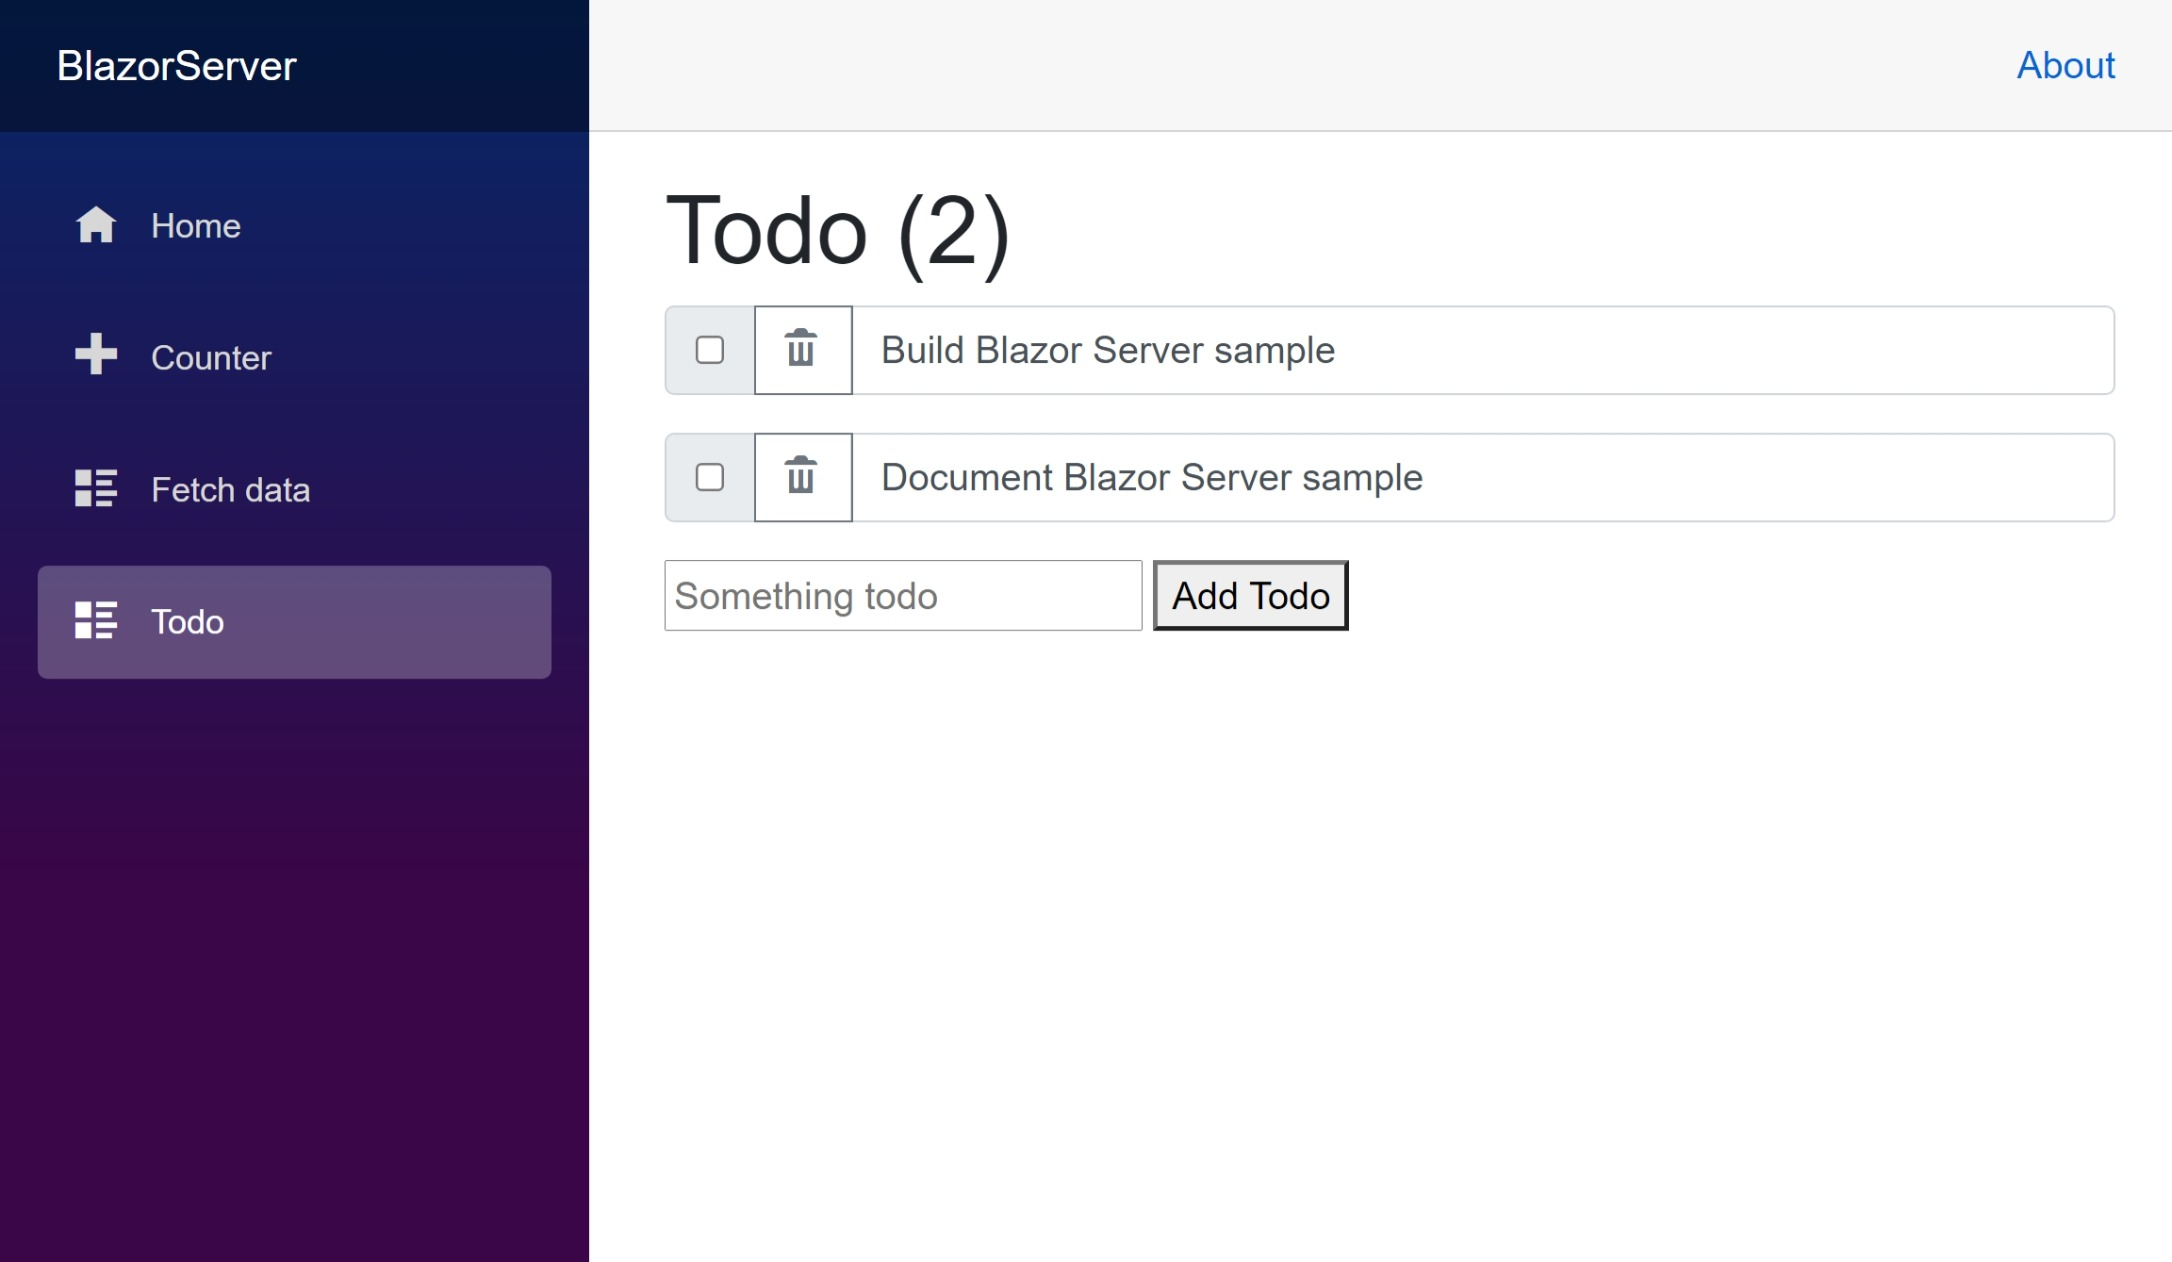 BlazorServer
About
Home
Counter
Fetch data
Todo
Todo (2)
Build Blazor Server sample
Document Blazor Server sample
Something todo
Add Todo